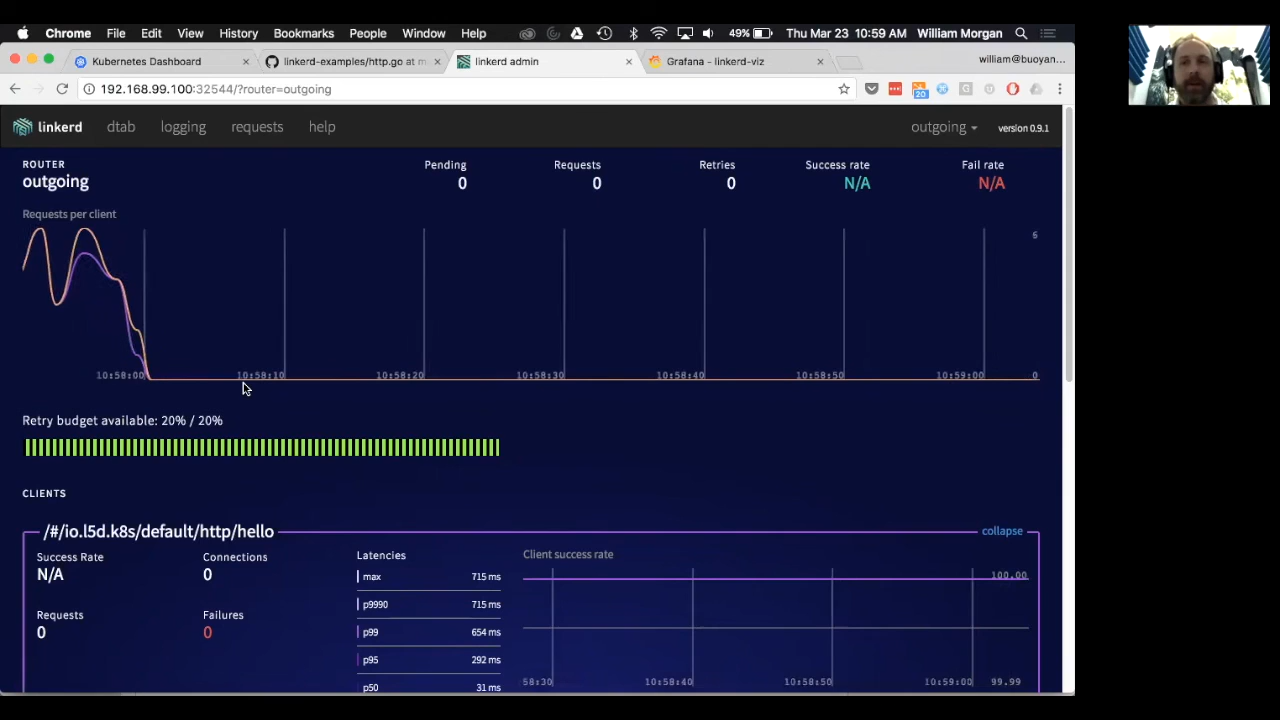 Chrome File Edit View History Bookmarks People Window Help 49% Thu Mar 23 10:59 AM William Morgan
Kubernetes Dashboard × linkerd-examples/http.go at m × linkerd admin × Grafana - linkerd-viz × william@buoyan...
192.168.99.100:32544/?router=outgoing 20
linkerd dtab logging requests help outgoing version 0.9.1
ROUTER Pending Requests Retries Success rate Fail rate
outgoing 0 0 0 N/A N/A
Requests per client
6
10:58:00 10:58:10 10:58:20 10:58:30 10:58:40 10:58:50 10:59:00 0
Retry budget available: 20% / 20%
CLIENTS
/#/io.l5d.k8s/default/http/hello collapse
Success Rate Connections Latencies Client success rate
N/A 0 max 715 ms 100.00
p9990 715 ms
Requests Failures
0 0 p99 654 ms
p95 292 ms
p50 31 ms 58:30 10:58:40 10:58:50 10:59:00 99.99